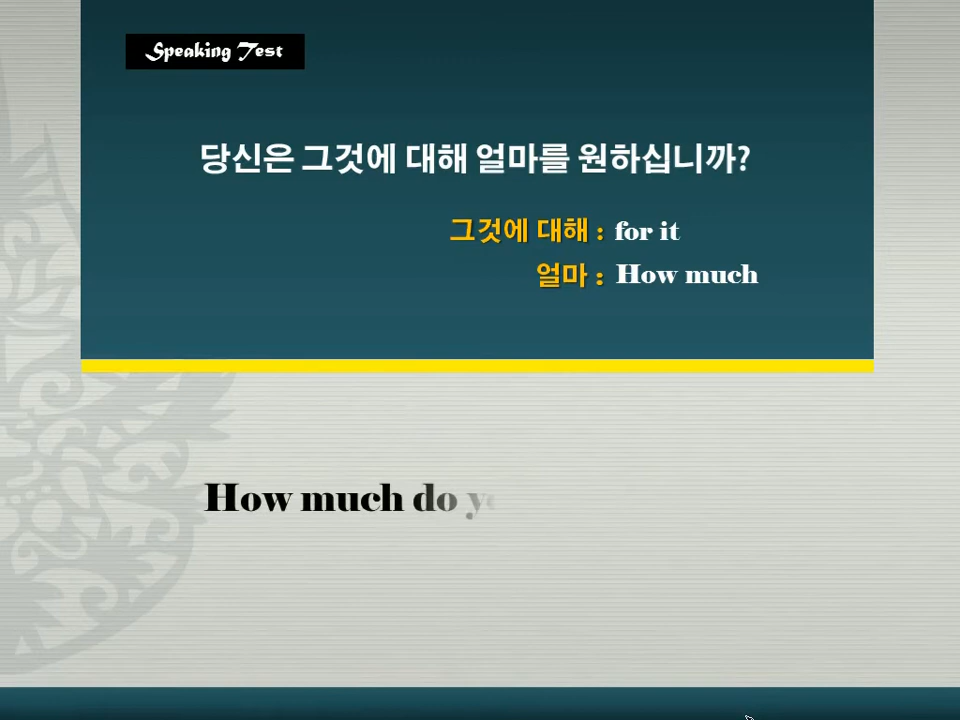 Speaking Test
당신은 그것에 대해 얼마를 원하십니까?
그것에 대해 : for it
얼마 : How much
How much do